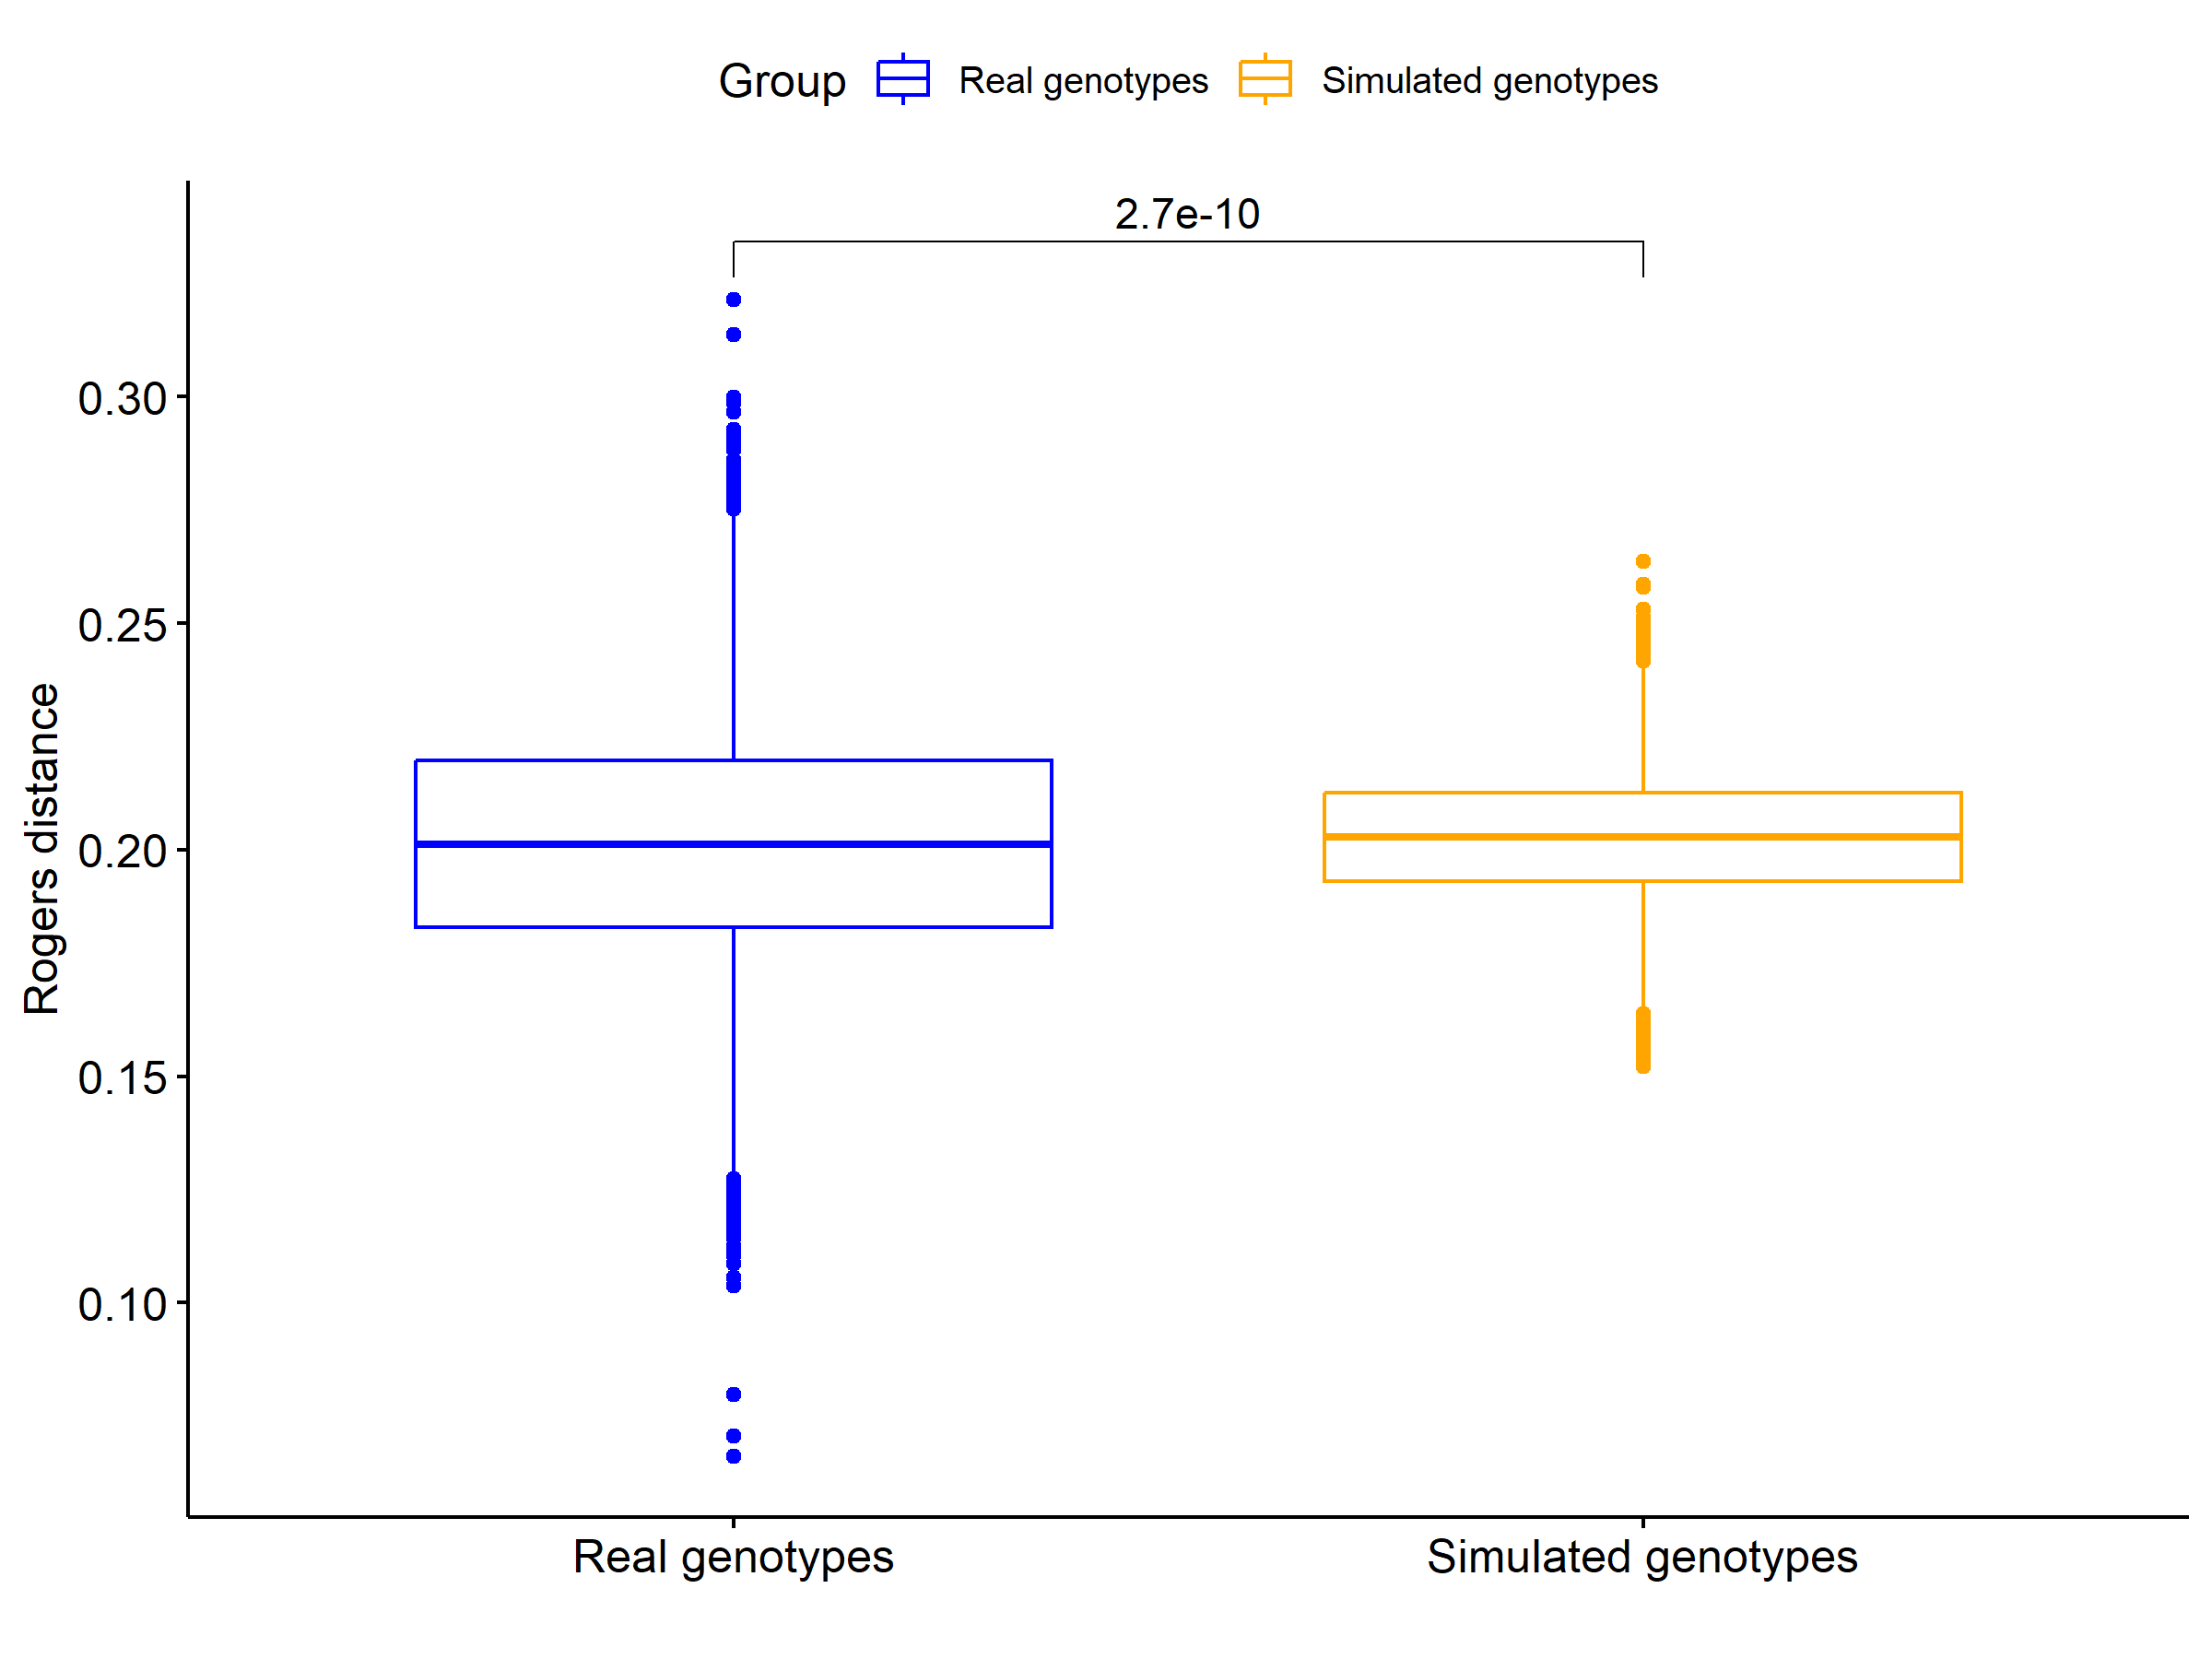 Group Real genotypes Simulated genotypes
2.7e-10
0.30
0.25
0.20
0.15
0.10
Rogers distance
Real genotypes Simulated genotypes